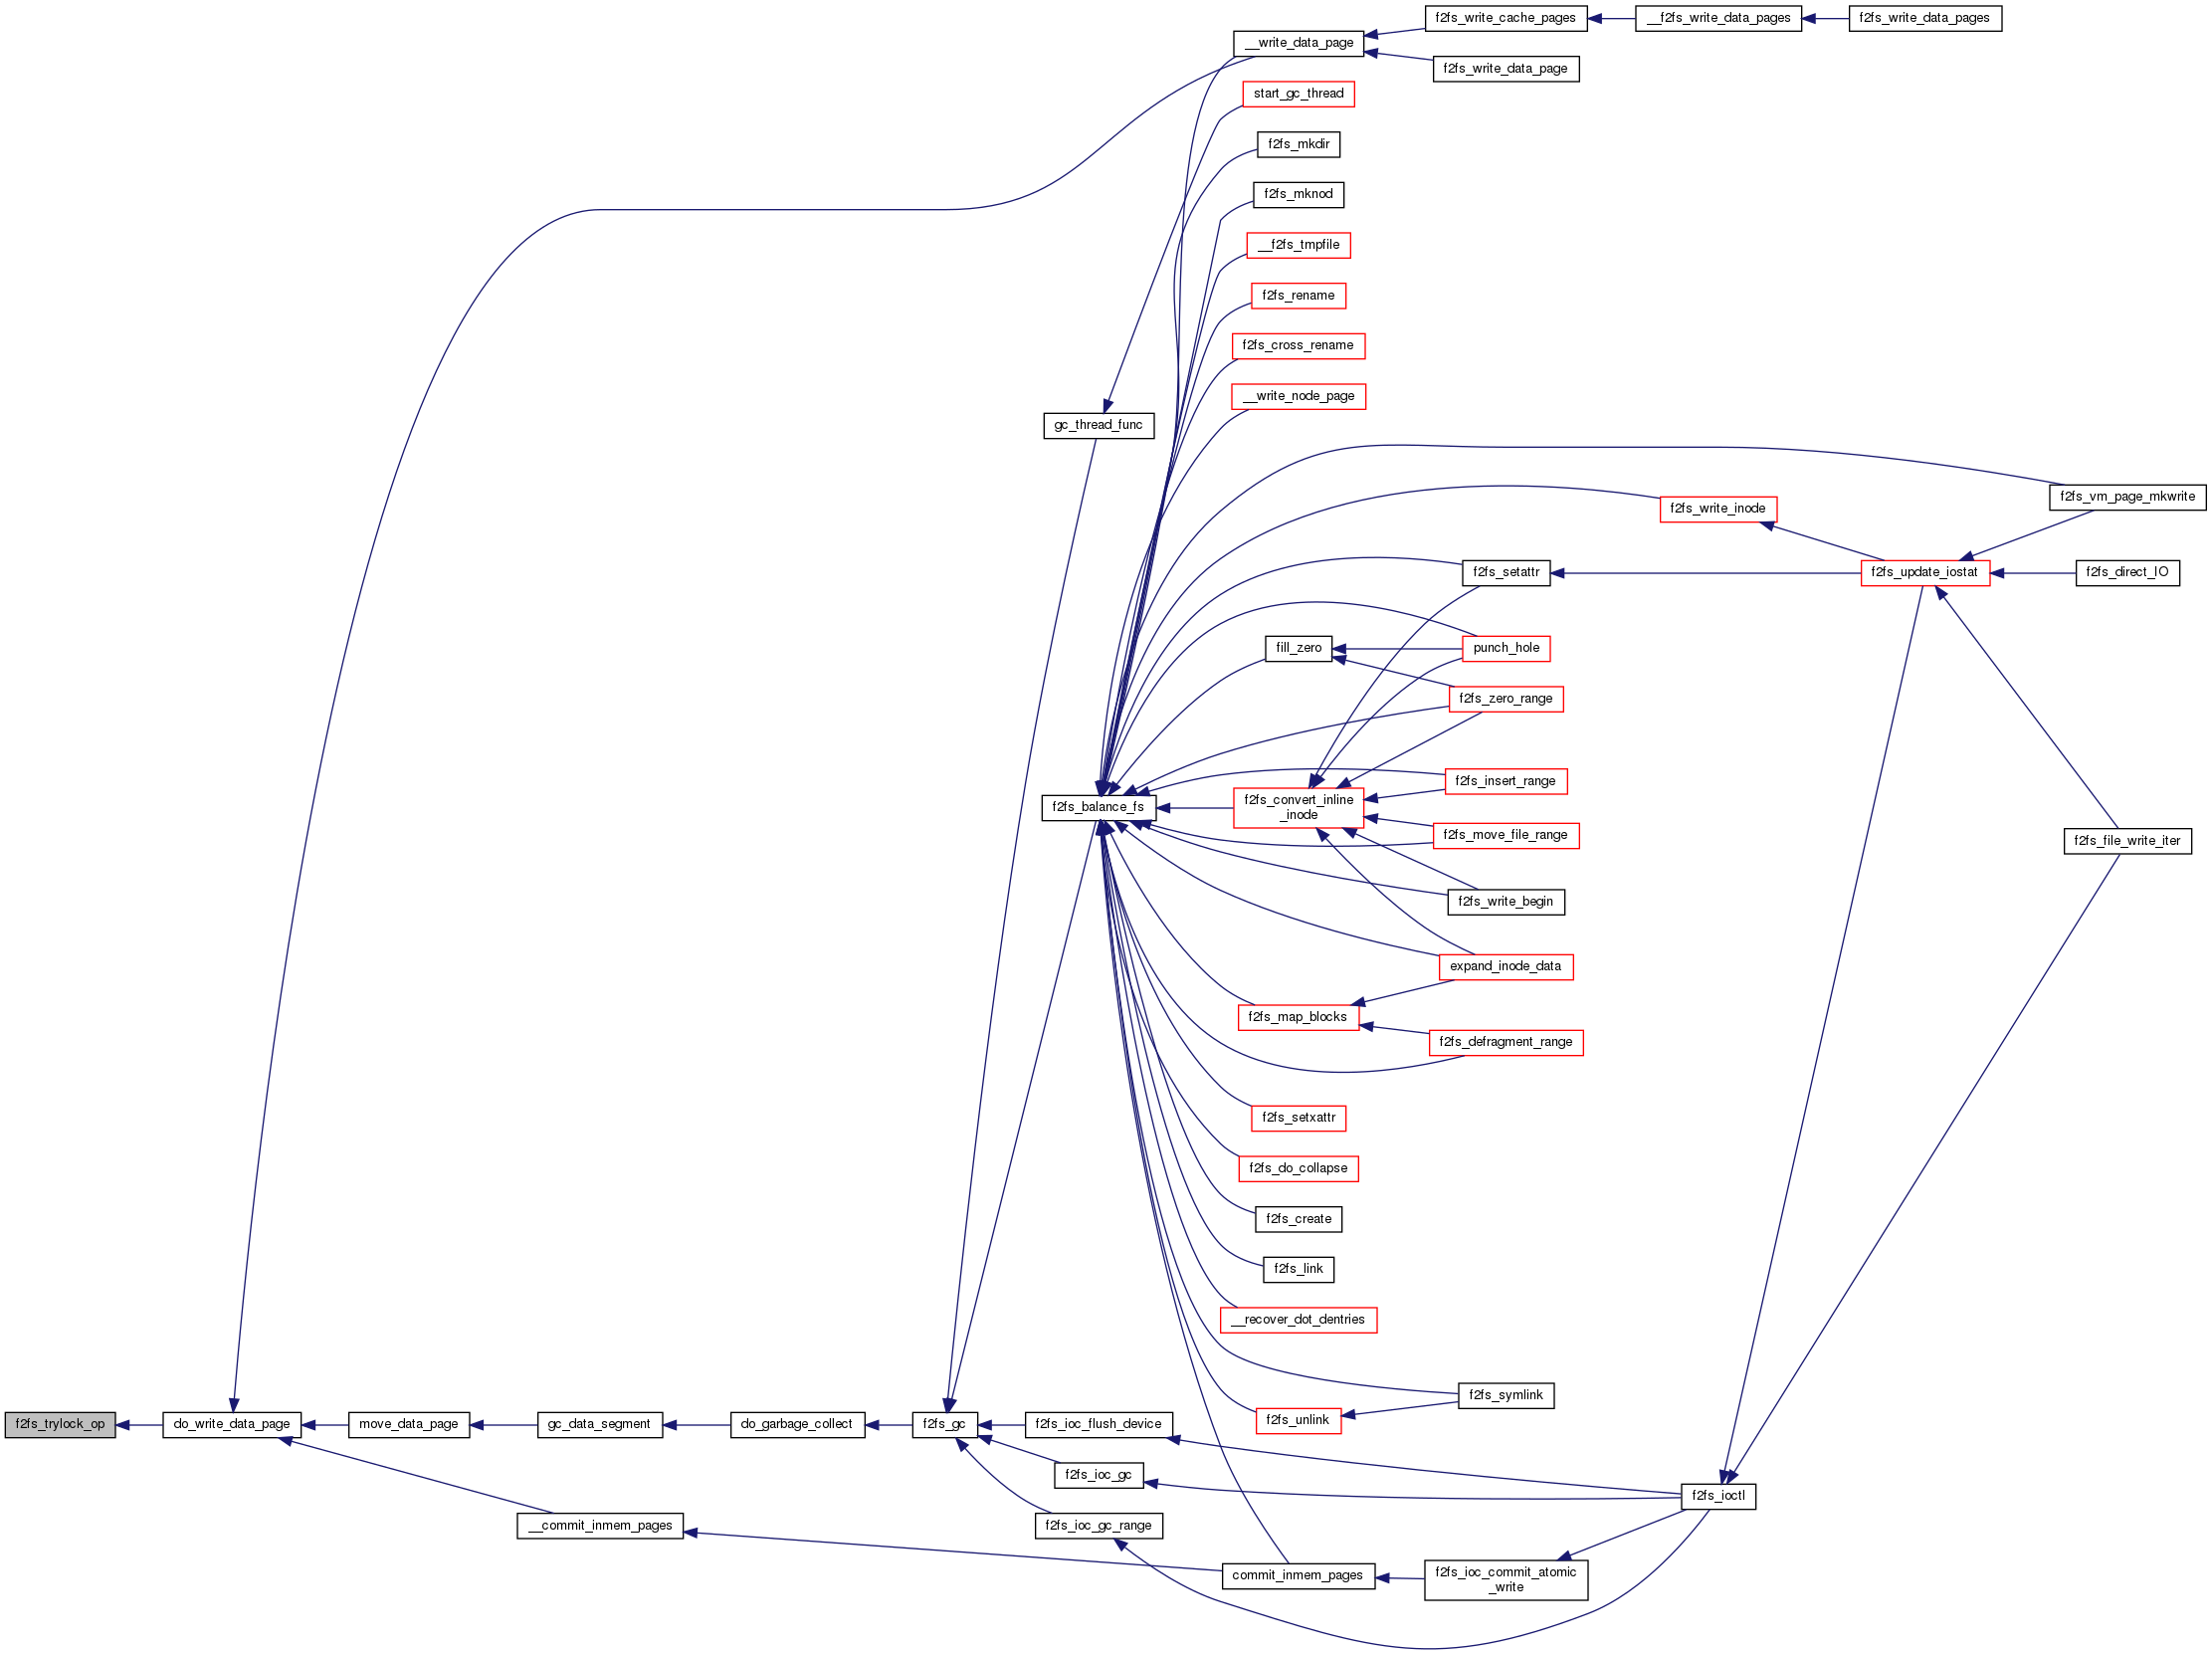 f2fs_write_cache_pages
__f2fs_write_data_pages
f2fs_write_data_pages
__write_data_page
f2fs_write_data_page
start_gc_thread
f2fs_mkdir
f2fs_mknod
__f2fs_tmpfile
f2fs_rename
f2fs_cross_rename
__write_node_page
gc_thread_func
f2fs_vm_page_mkwrite
f2fs_write_inode
f2fs_setattr
f2fs_update_iostat
f2fs_direct_IO
fill_zero
punch_hole
f2fs_zero_range
f2fs_insert_range
f2fs_balance_fs
f2fs_convert_inline
_inode
f2fs_move_file_range
f2fs_file_write_iter
f2fs_write_begin
expand_inode_data
f2fs_map_blocks
f2fs_defragment_range
f2fs_setxattr
f2fs_do_collapse
f2fs_create
f2fs_link
__recover_dot_dentries
f2fs_symlink
f2fs_trylock_op
do_write_data_page
move_data_page
gc_data_segment
do_garbage_collect
f2fs_gc
f2fs_ioc_flush_device
f2fs_unlink
f2fs_ioc_gc
f2fs_ioctl
__commit_inmem_pages
f2fs_ioc_gc_range
commit_inmem_pages
f2fs_ioc_commit_atomic
_write